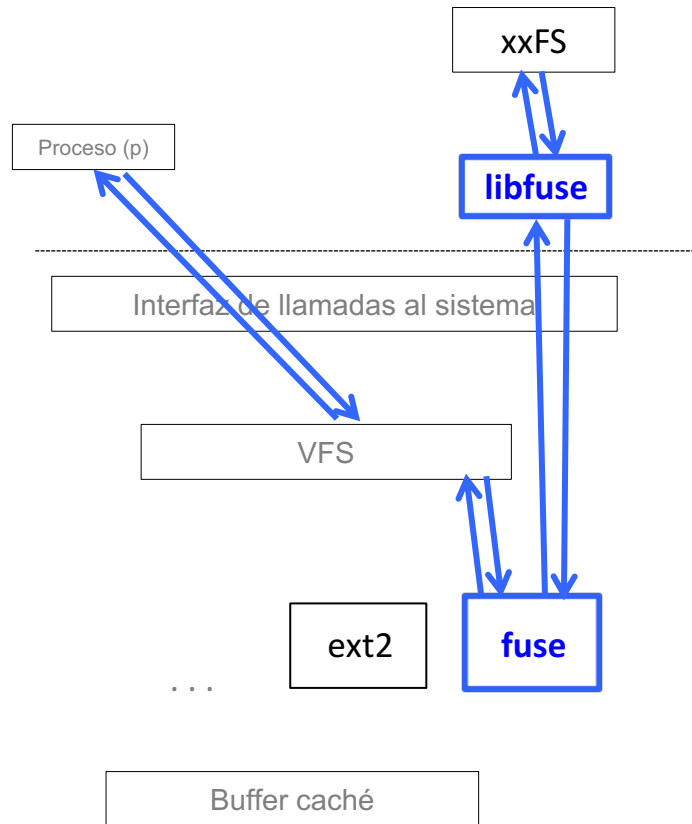 xxFS
Proceso (p)
libfuse
Interfaz de llamadas al sistema
VFS
ext2
fuse
. . .
Buffer caché